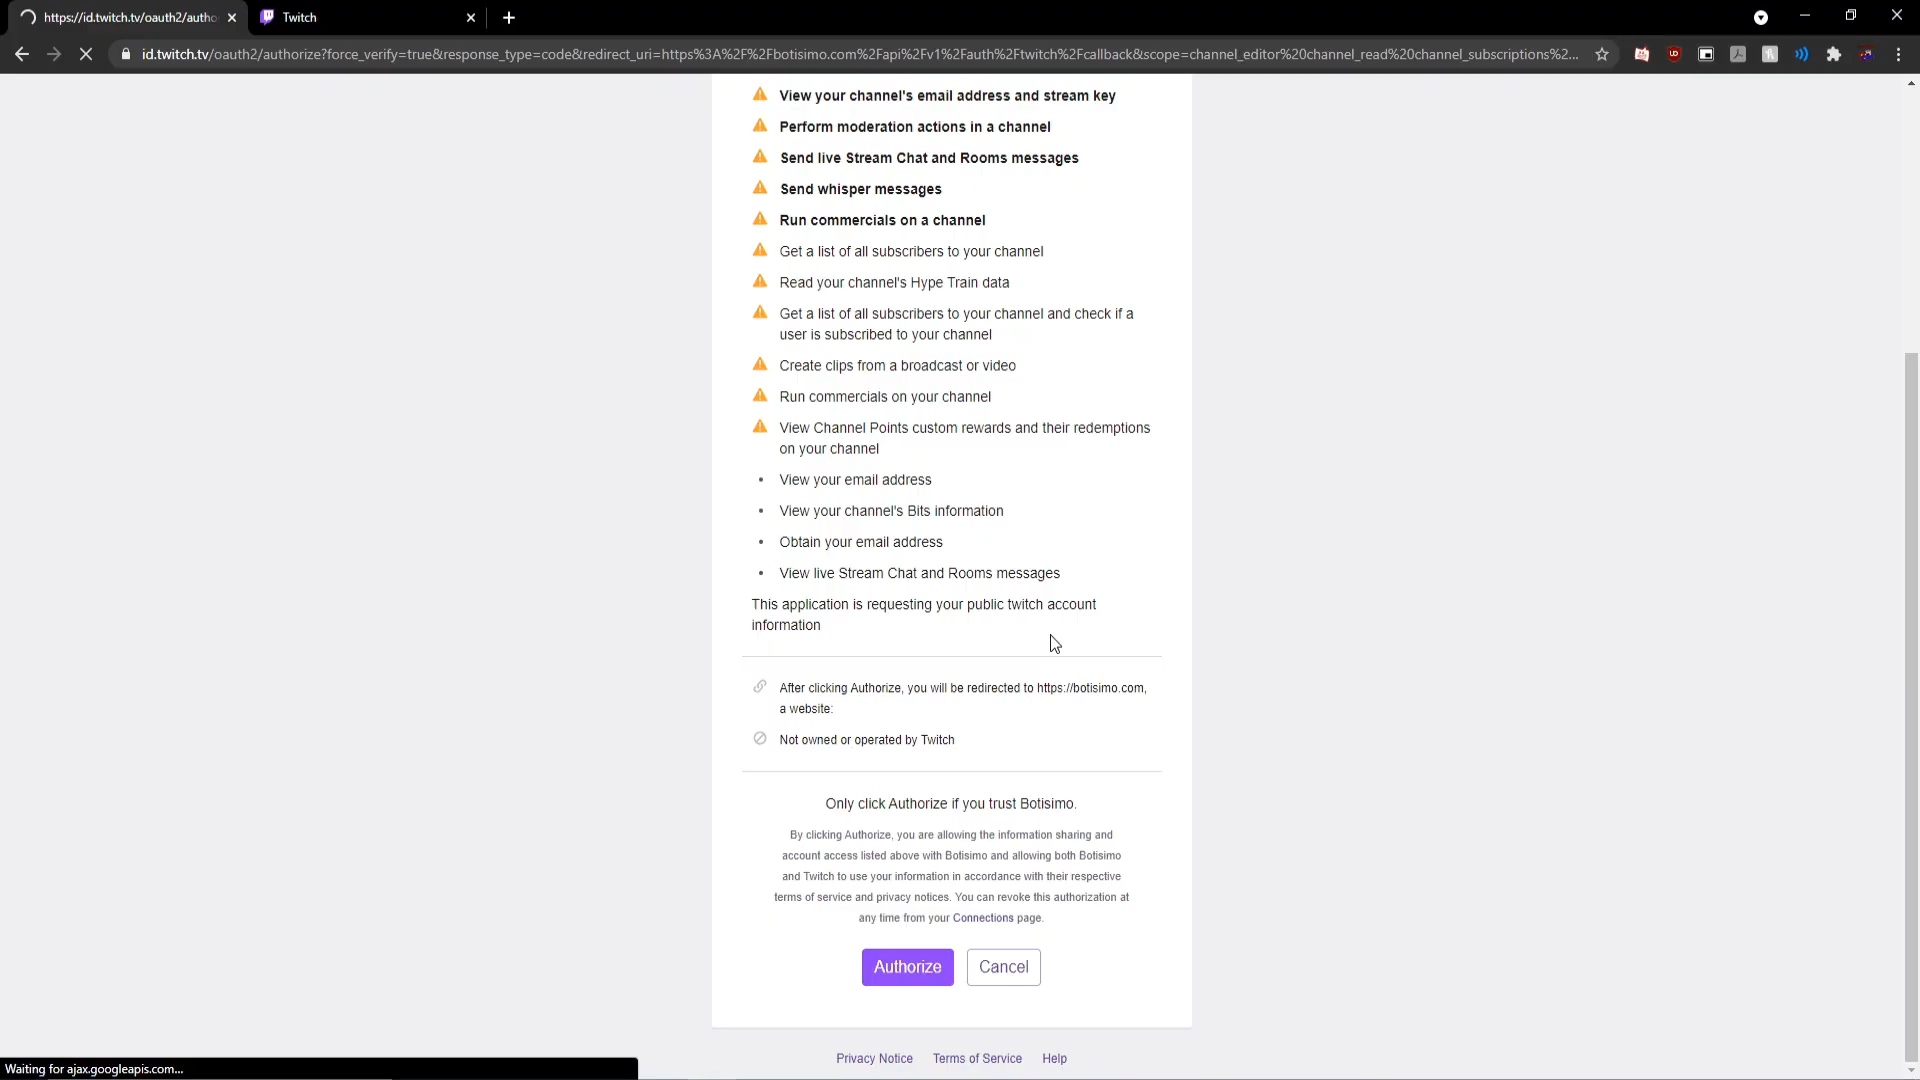 https://id.twitch.tv/oauth2/autho
Twitch
id.twitch.tv/oauth2/authorize?force_verify=true&response_type=code&redirect_uri=https%3A%2F%2Fbotisimo.com%2Fapi%2Fv1%2Fauth%2Ftwitch%2Fcallback&scope=channel_editor%20channel_read%20channel_subscriptions%2...
View your channel's email address and stream key
Perform moderation actions in a channel
Send live Stream Chat and Rooms messages
Send whisper messages
Run commercials on a channel
Get a list of all subscribers to your channel
Read your channel's Hype Train data
Get a list of all subscribers to your channel and check if a
user is subscribed to your channel
Create clips from a broadcast or video
Run commercials on your channel
View Channel Points custom rewards and their redemptions
on your channel
• View your email address
• View your channel's Bits information
• Obtain your email address
• View live Stream Chat and Rooms messages
This application is requesting your public twitch account
information
After clicking Authorize, you will be redirected to https://botisimo.com,
a website:
Not owned or operated by Twitch
Only click Authorize if you trust Botisimo.
By clicking Authorize, you are allowing the information sharing and
account access listed above with Botisimo and allowing both Botisimo
and Twitch to use your information in accordance with their respective
terms of service and privacy notices. You can revoke this authorization at
any time from your Connections page.
Authorize Cancel
Privacy Notice Terms of Service Help
Waiting for ajax.googleapis.com...